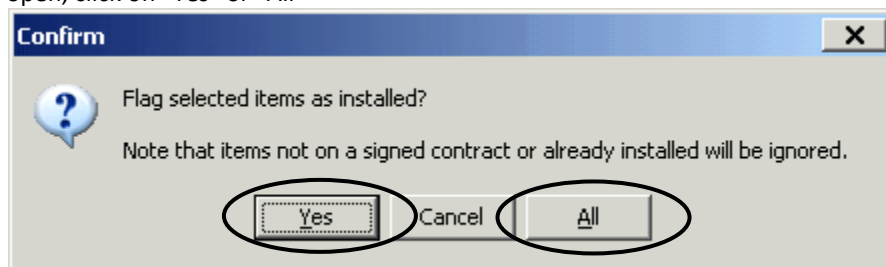 open, click on "Yes" or "All"
Confirm
Flag selected items as installed?
Note that items not on a signed contract or already installed will be ignored.
Yes Cancel All